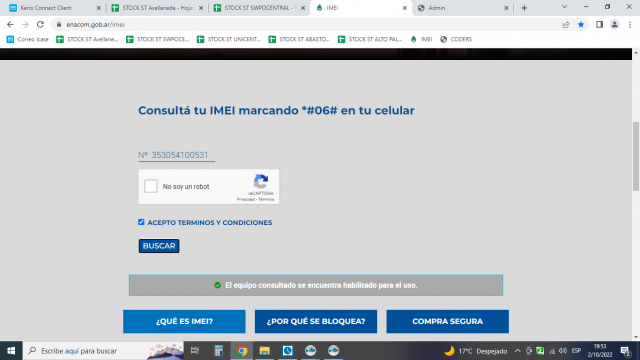 Kerio Connect Client
STOCK ST Avellaneda - Hoja
STOCK ST SWPOCENTRAL -
IMEI
Admin
enacom.gob.ar/imei
Correo Icase
STOCK ST Avellane...
STOCK ST SWPOCE...
STOCK ST UNICENT...
STOCK ST ABASTO...
STOCK ST ALTO PAL...
IMEI
CODERS
Consultá tu IMEI marcando *#06# en tu celular
Nº 353054100531
No soy un robot
reCAPTCHA
Privacidad - Términos
ACEPTO TERMINOS Y CONDICIONES
BUSCAR
El equipo consultado se encuentra habilitado para el uso.
¿QUÉ ES IMEI?
¿POR QUÉ SE BLOQUEA?
COMPRA SEGURA
Escribe aquí para buscar
17°C Despejado
ESP
19:53
2/10/2022